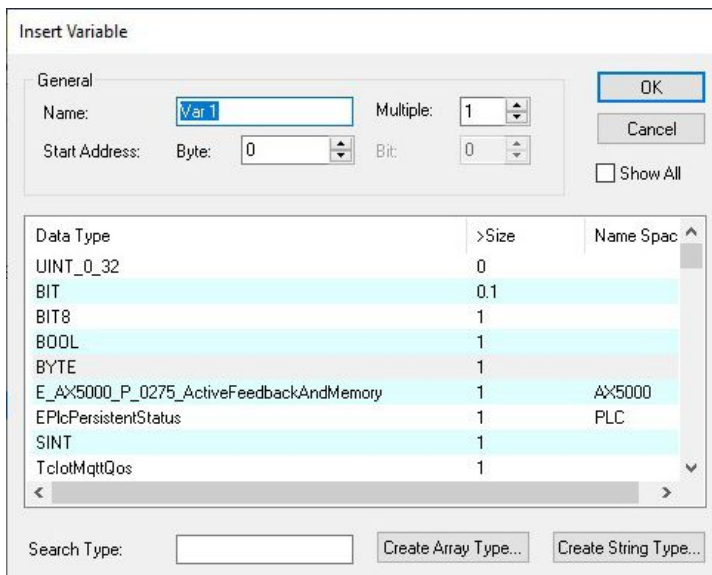 Insert Variable
General
Name: Var 1 Multiple: 1
Start Address: Byte: 0 Bit: 0
OK
Cancel
Show All
Data Type >Size Name Spac
UINT_0_32 0
BIT 0.1
BIT8 1
BOOL 1
BYTE 1
E_AX5000_P_0275_ActiveFeedbackAndMemory 1 AX5000
EPlcPersistentStatus 1 PLC
SINT 1
TcIotMqttQos 1
Search Type: Create Array Type... Create String Type...